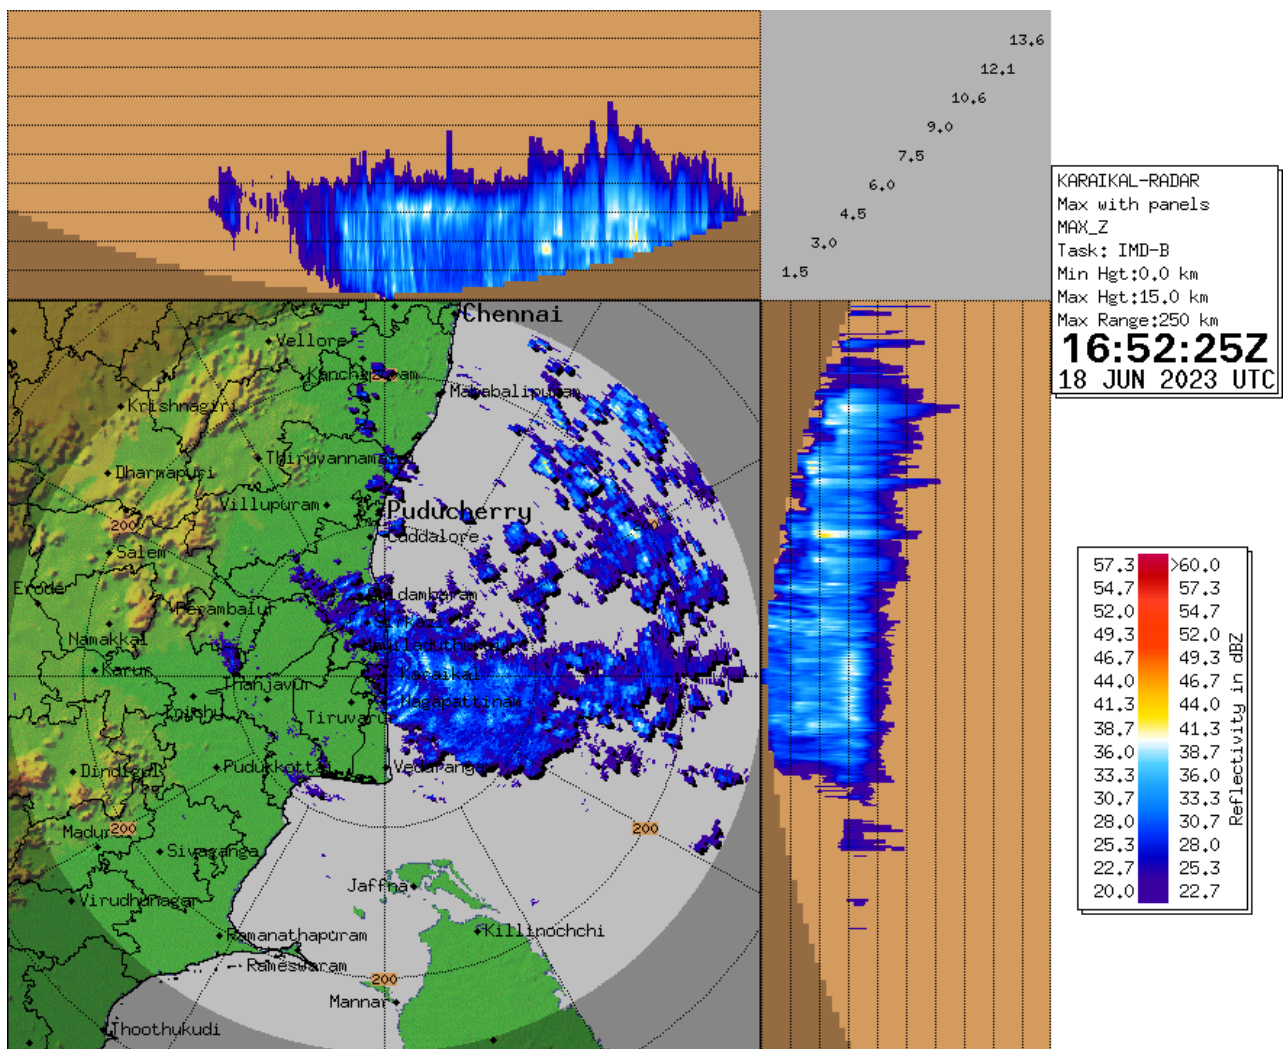 13.6
12.1
10.6
9.0
7.5
6.0
4.5
3.0
1.5
KARAIKAL-RADAR
Max with panels
MAX_Z
Task: IMD-B
Min Hgt:0.0 km
Max Hgt:15.0 km
Max Range:250 km
16:52:25Z
18 JUN 2023 UTC
Chennai
Vellore
Kanchipuram
Mahabalipuram
Krishnagiri
Thiruvannamalai
Dharmapuri
Villupuram
Puducherry
200
200
Cuddalore
Salem
Erode
Chidambaram
Perambalur
Sirkazi
Namakkal
Mayiladuthurai
Karur
Karaikal
Thanjavur
Nagapattinam
Trichy
Tiruvarur
Dindigul
Pudukkottai
Vedaranyam
200
200
Madurai
Sivaganga
Jaffna
Virudhunagar
Ramanathapuram
Killinochchi
Rameswaram
200
Mannar
Thoothukudi
57.3 >60.0
54.7 57.3
52.0 54.7
49.3 52.0
46.7 49.3
44.0 46.7
41.3 44.0
38.7 41.3
36.0 38.7
33.3 36.0
30.7 33.3
28.0 30.7
25.3 28.0
22.7 25.3
20.0 22.7
Reflectivity in dBZ